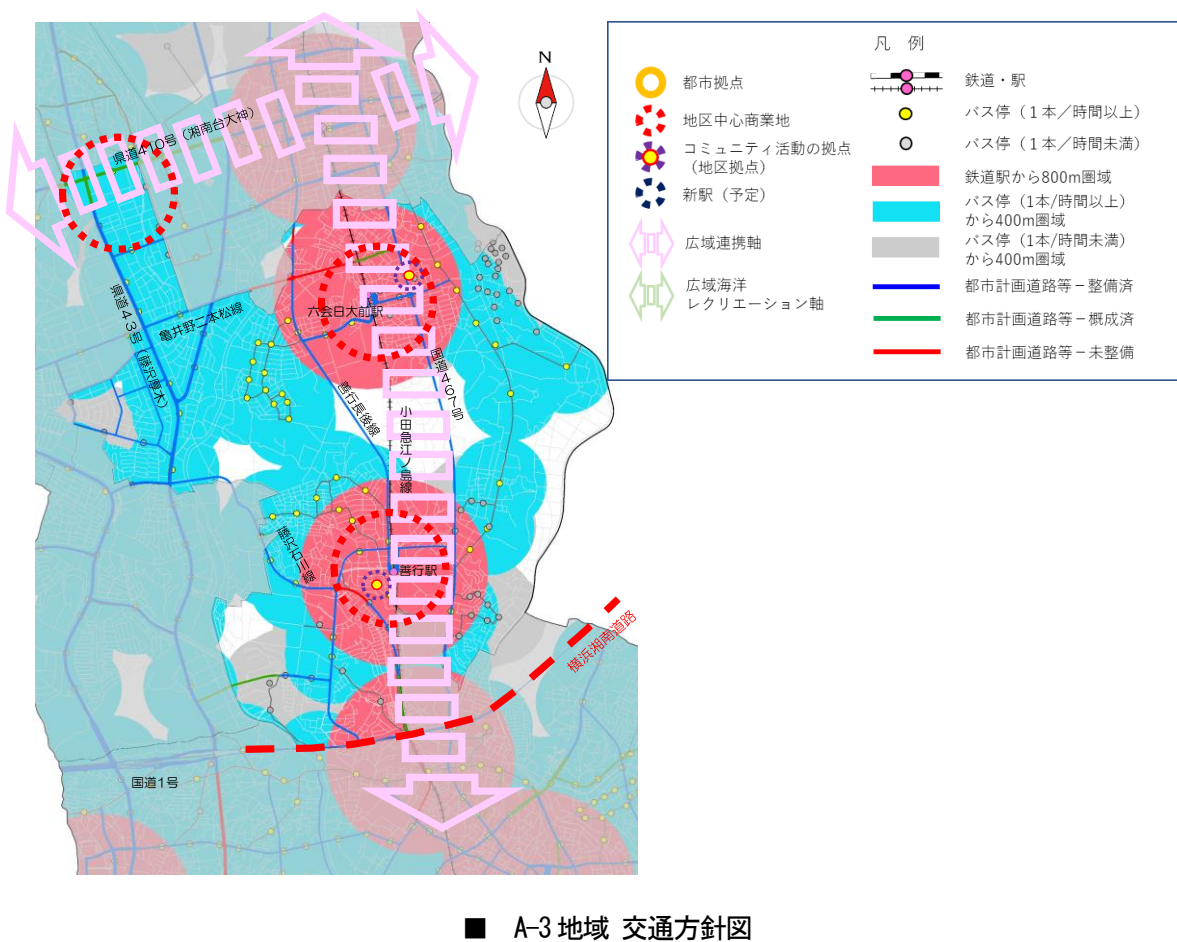 N
県道410号（湘南台大神）
県道43号（藤沢厚木）
亀井野二本松線
六会日大前駅
国道467号
善行長後線
小田急江ノ島線
藤沢石川線
善行駅
横浜湘南道路
国道1号
凡 例
都市拠点
地区中心商業地
コミュニティ活動の拠点
（地区拠点）
新駅（予定）
広域連携軸
広域海洋
レクリエーション軸
鉄道・駅
バス停（１本／時間以上）
バス停（１本／時間未満）
鉄道駅から800m圏域
バス停（1本/時間以上）
から400m圏域
バス停（1本/時間未満）
から400m圏域
都市計画道路等－整備済
都市計画道路等－概成済
都市計画道路等－未整備
■ A-3 地域 交通方針図